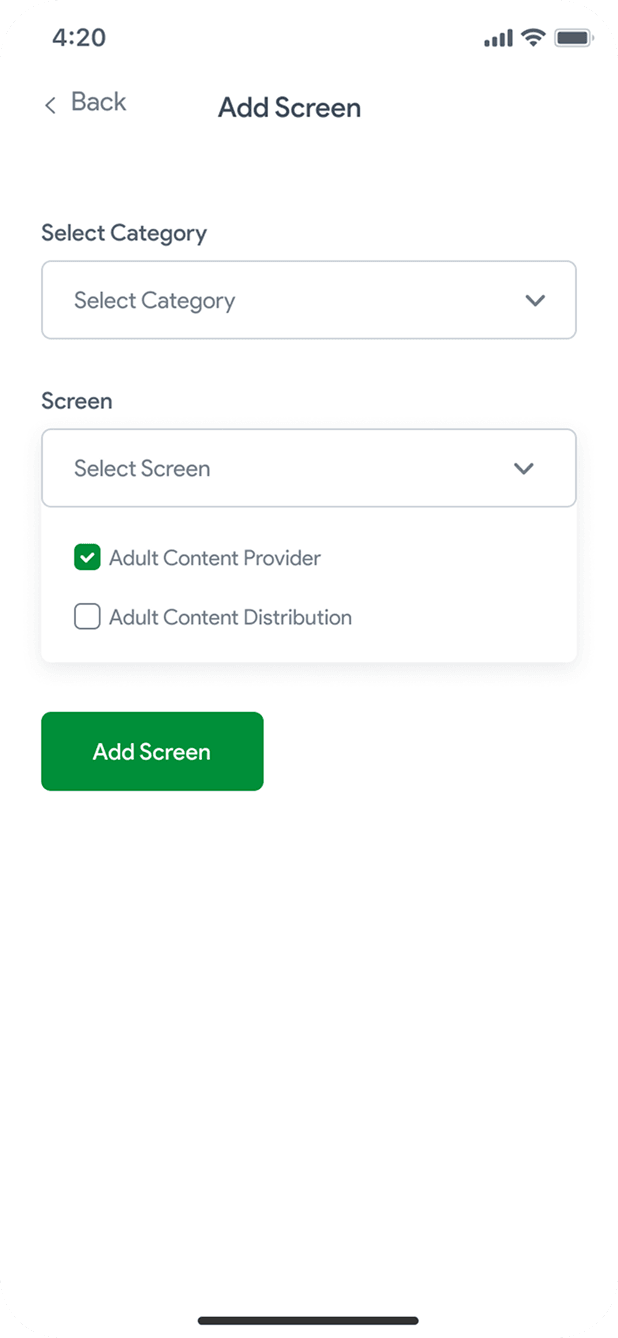 4:20
Back
Add Screen
Select Category
Select Category
Screen
Select Screen
Adult Content Provider
Adult Content Distribution
Add Screen